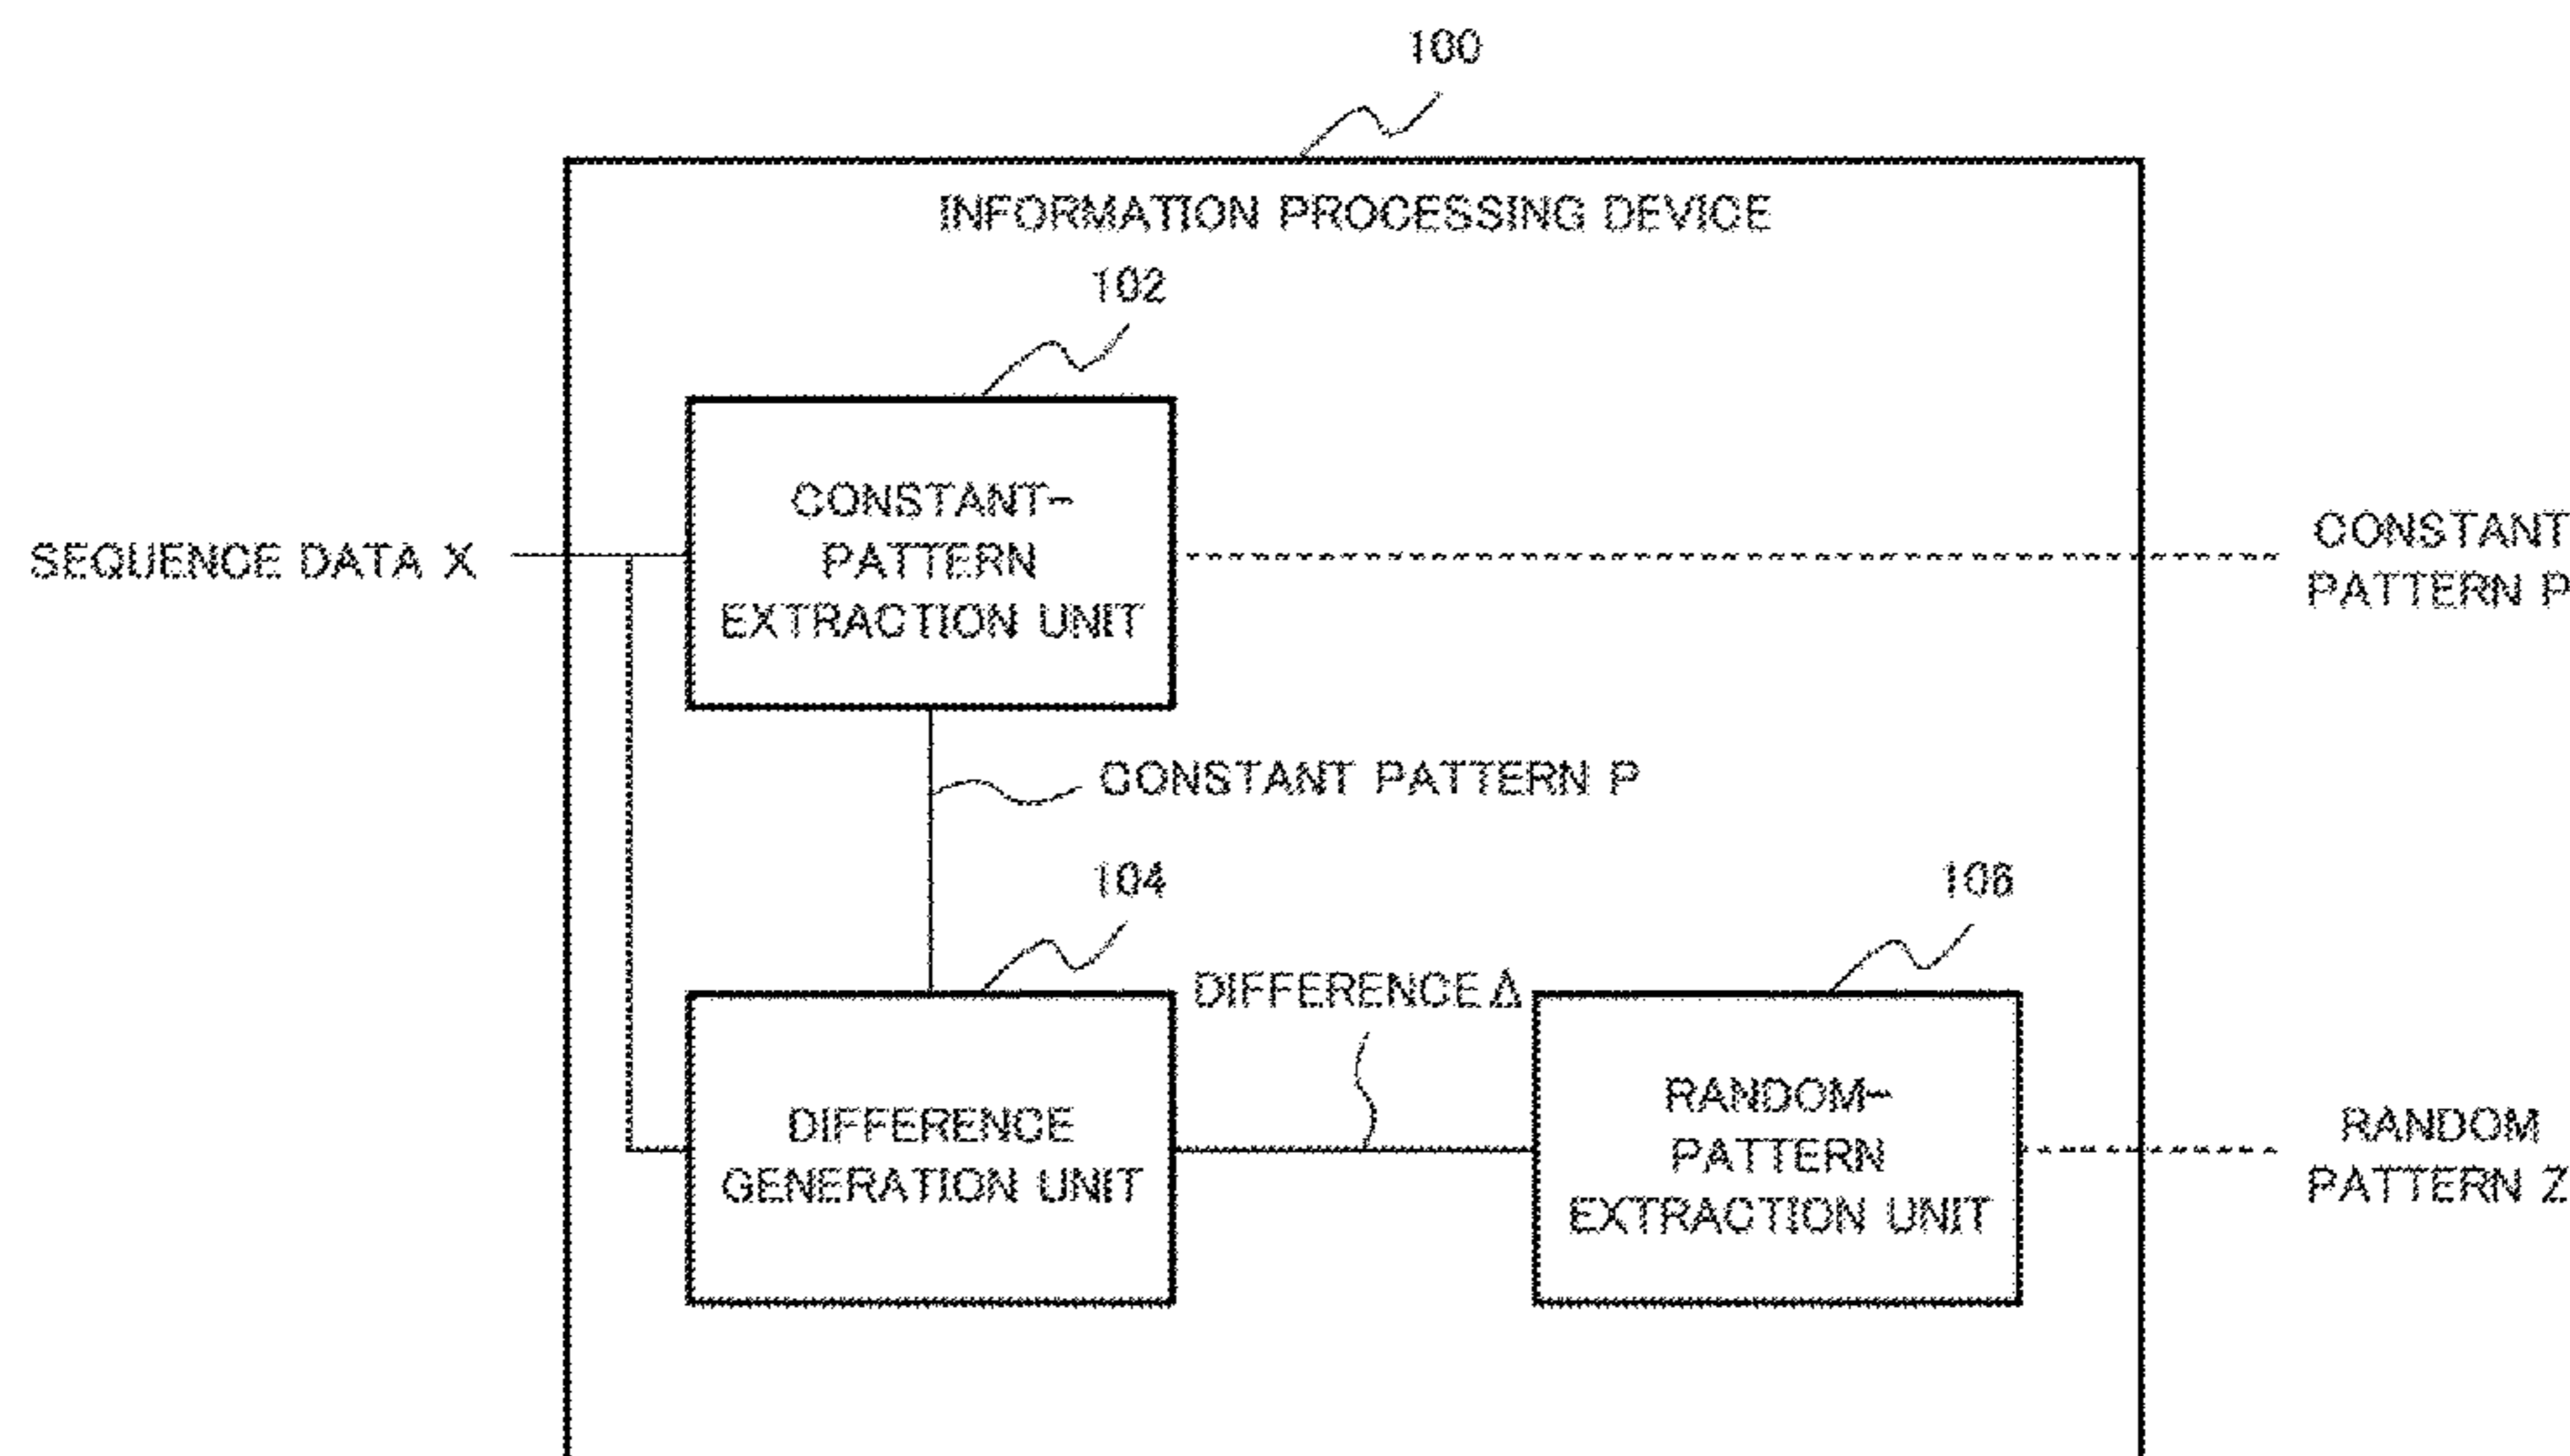 100
INFORMATION PROCESSING DEVICE
102
SEQUENCE DATA X
CONSTANT-
PATTERN
EXTRACTION UNIT
CONSTANT
PATTERN P
CONSTANT PATTERN P
104
106
DIFFERENCE Δ
DIFFERENCE
GENERATION UNIT
RANDOM-
PATTERN
EXTRACTION UNIT
RANDOM
PATTERN Z